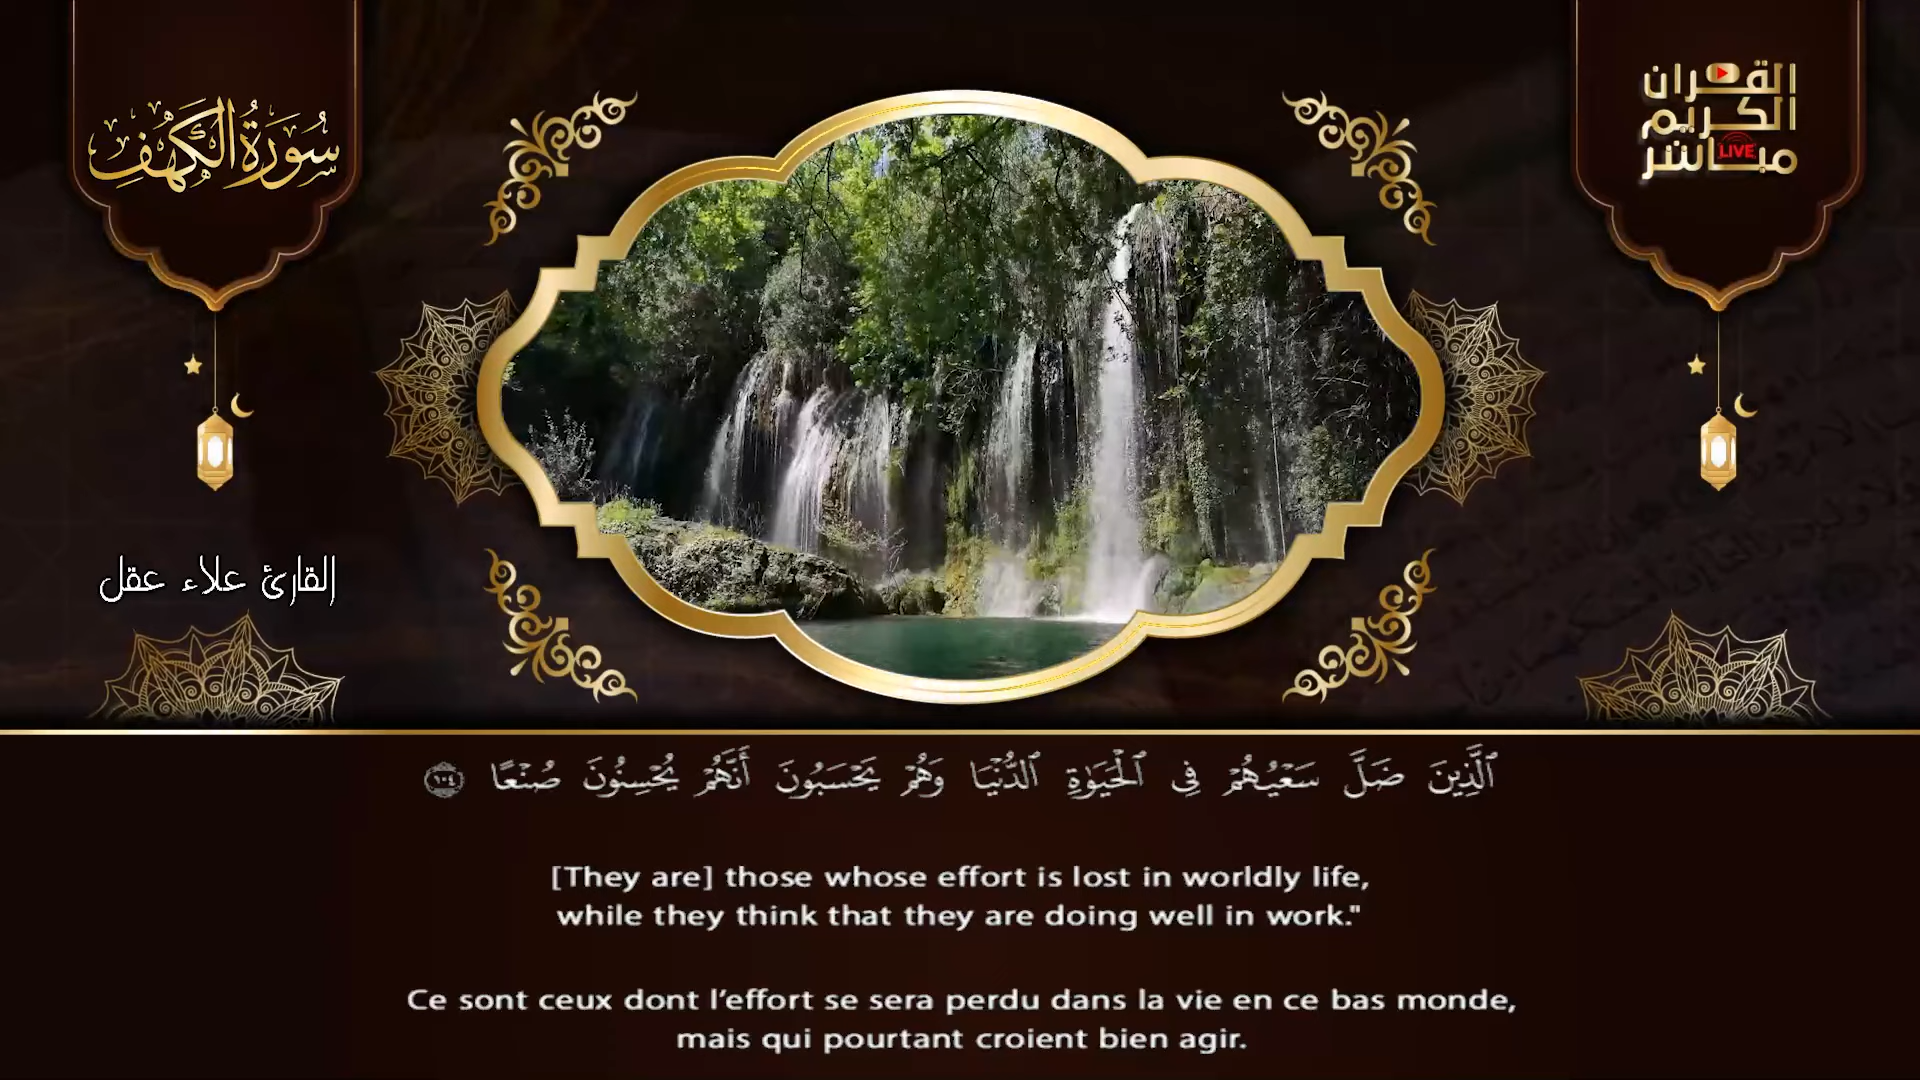 سُورَةُ الكَهْفِ
القرآن
الكريم
مباشر
LIVE
القارئ علاء عقل
ٱلَّذِينَ ضَلَّ سَعْيُهُمْ فِى ٱلْحَيَوٰةِ ٱلدُّنْيَا وَهُمْ يَحْسَبُونَ أَنَّهُمْ يُحْسِنُونَ صُنْعًا ١٠٤
[They are] those whose effort is lost in worldly life,
while they think that they are doing well in work."
Ce sont ceux dont l’effort se sera perdu dans la vie en ce bas monde,
mais qui pourtant croient bien agir.